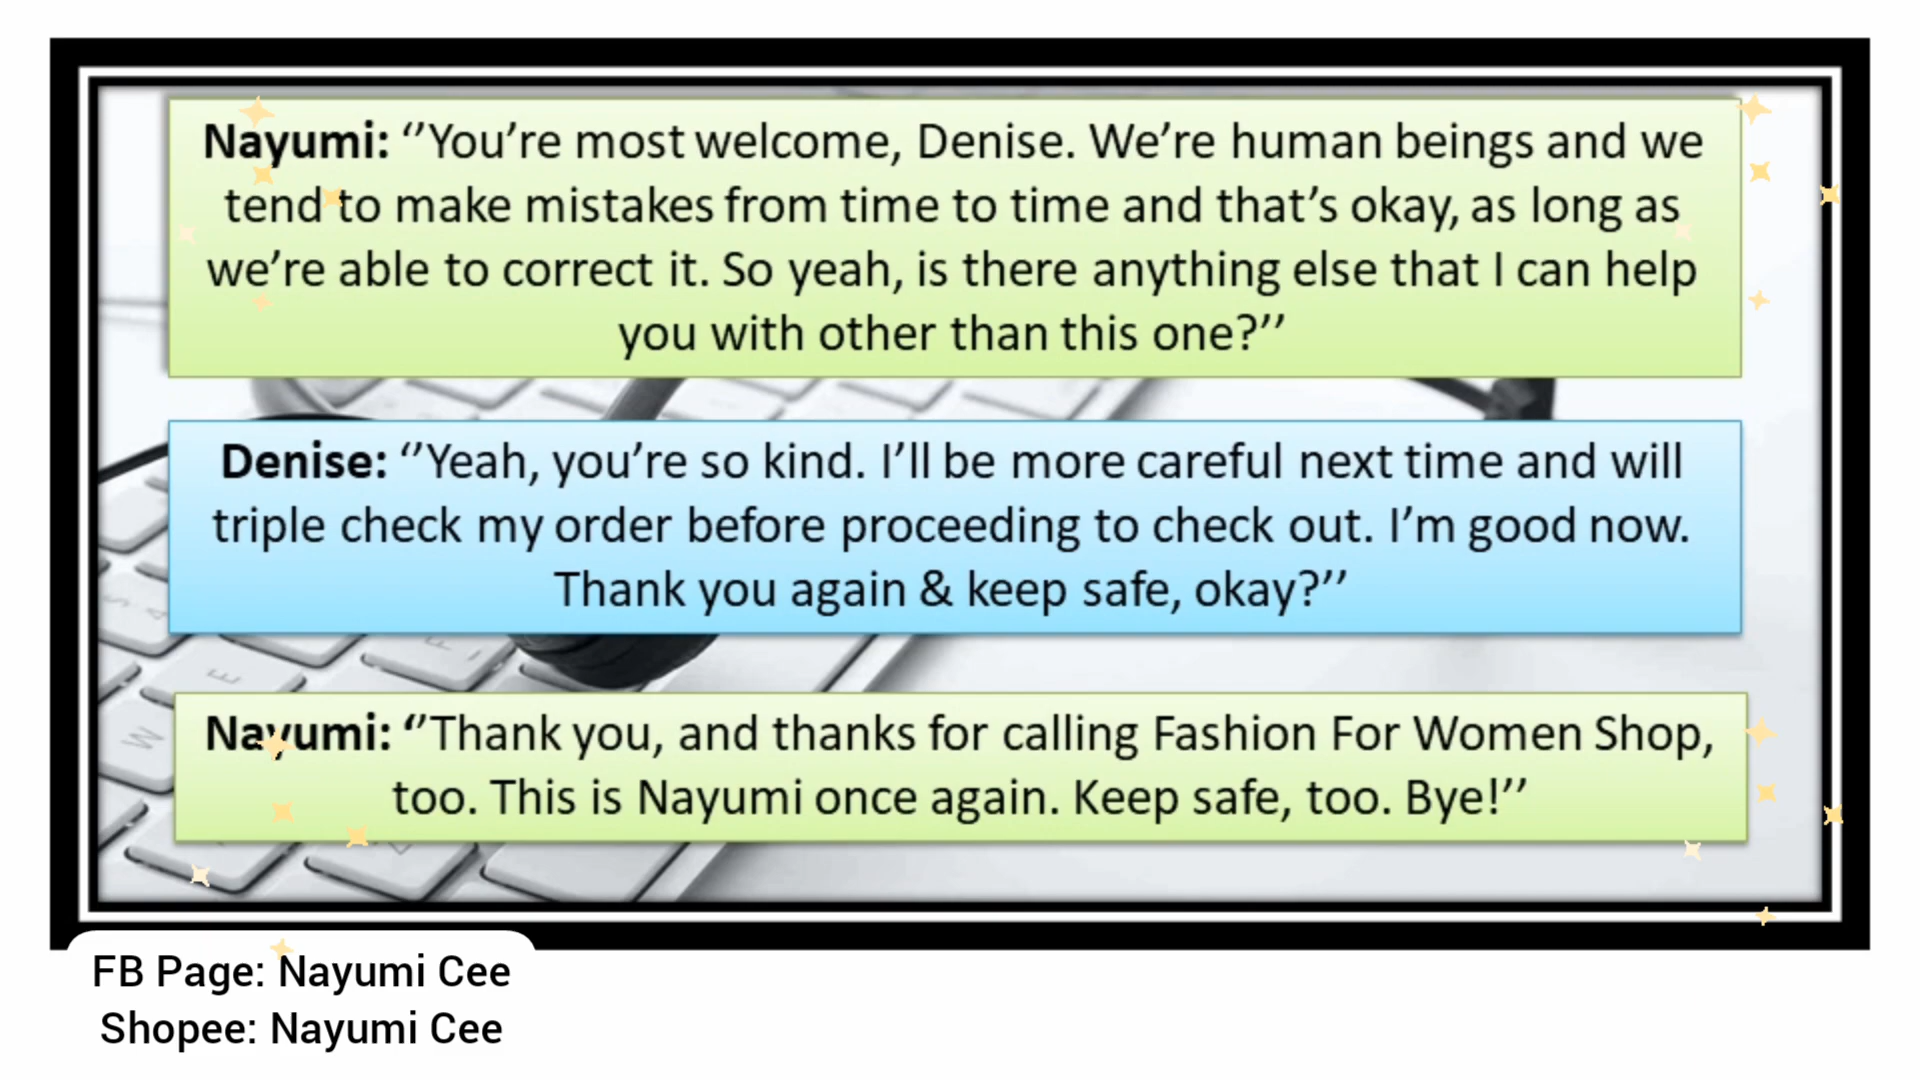 Nayumi: ‘’You’re most welcome, Denise. We’re human beings and we
tend to make mistakes from time to time and that’s okay, as long as
we’re able to correct it. So yeah, is there anything else that I can help
you with other than this one?’’
Denise: ‘’Yeah, you’re so kind. I’ll be more careful next time and will
triple check my order before proceeding to check out. I’m good now.
Thank you again & keep safe, okay?’’
Nayumi: ‘’Thank you, and thanks for calling Fashion For Women Shop,
too. This is Nayumi once again. Keep safe, too. Bye!’’
FB Page: Nayumi Cee
Shopee: Nayumi Cee